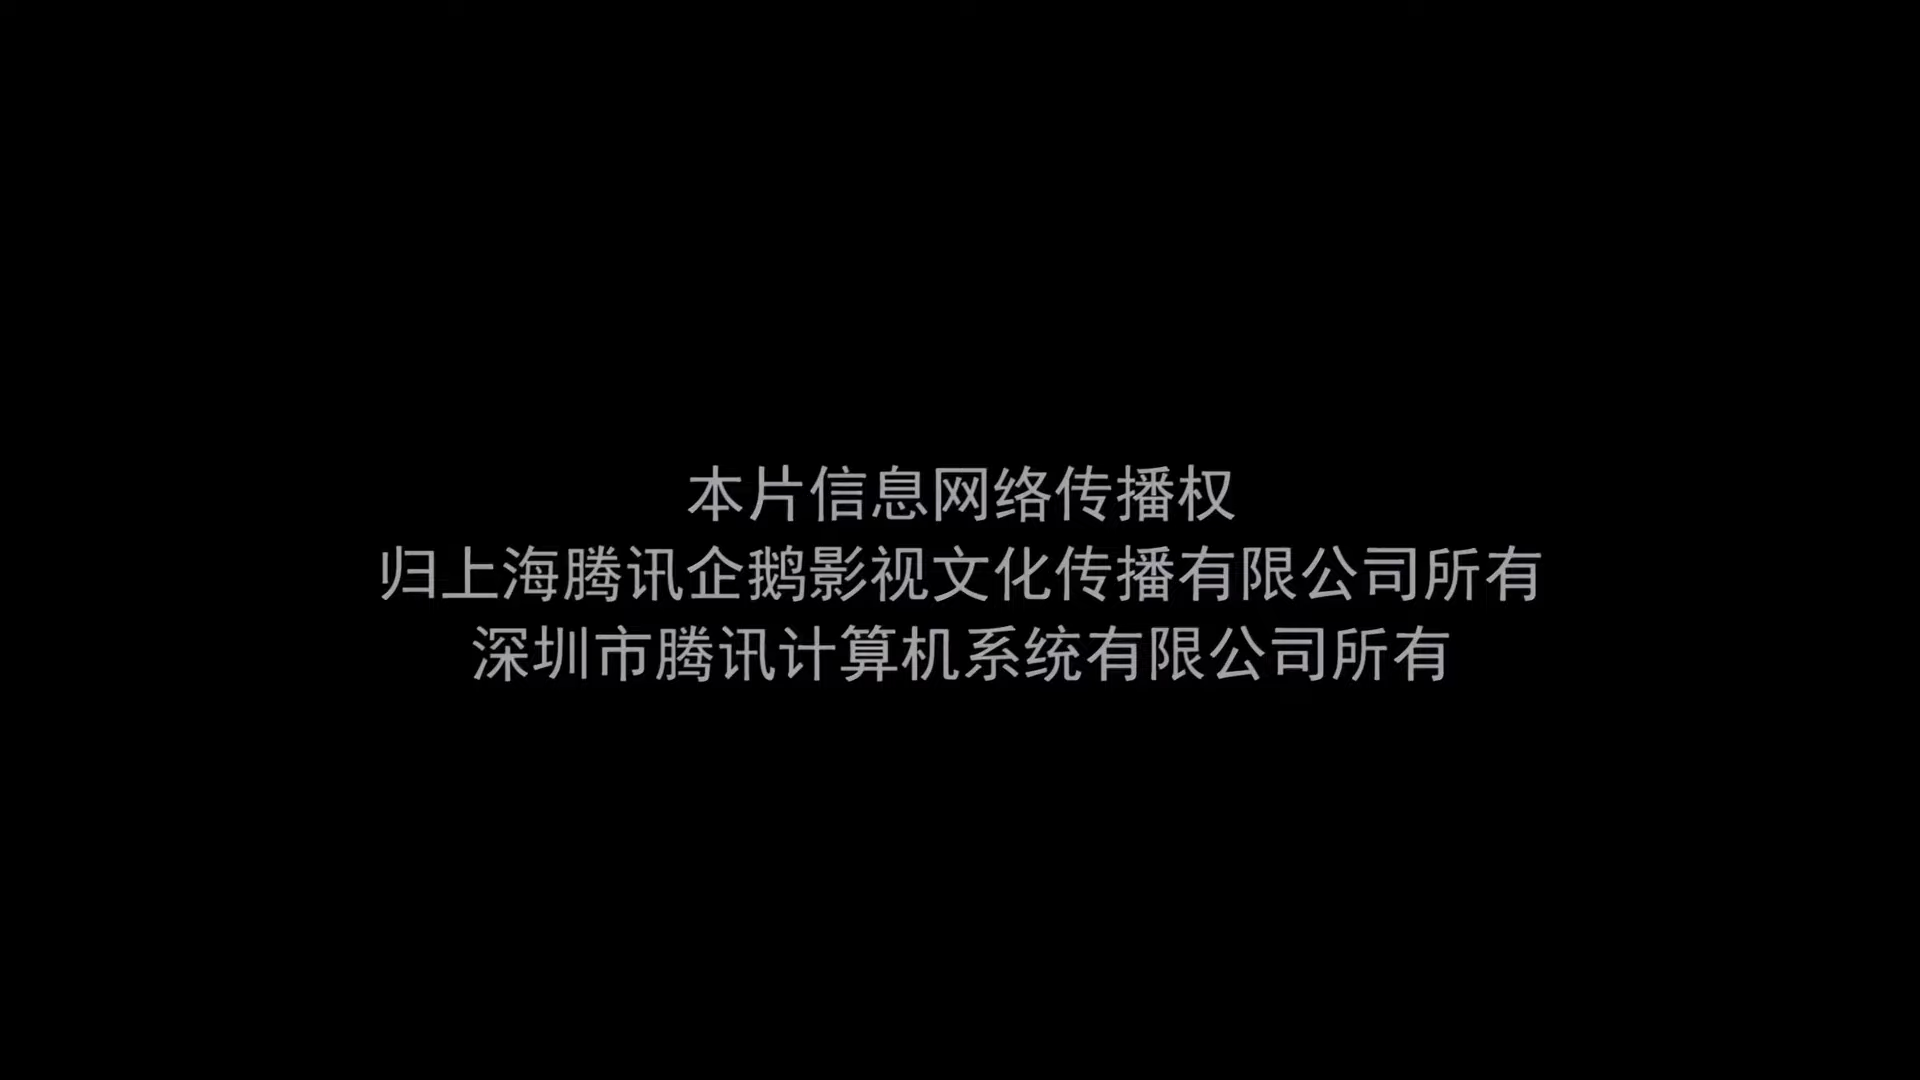 本片信息网络传播权
归上海腾讯企鹅影视文化传播有限公司所有
深圳市腾讯计算机系统有限公司所有